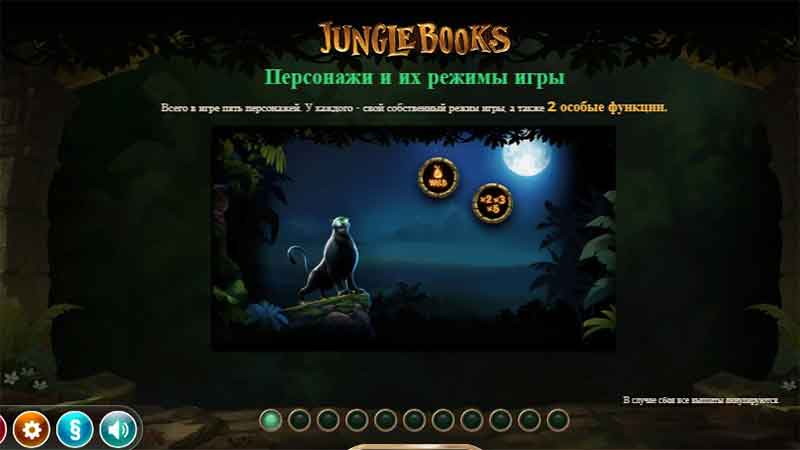 JUNGLE BOOKS
Персонажи и их режимы игры
Всего в игре пять персонажей. У каждого - свой собственный режим игры, а также 2 особые функции.
WILD
x2 x3
x5
В случае сбоя все выплаты аннулируются.
§